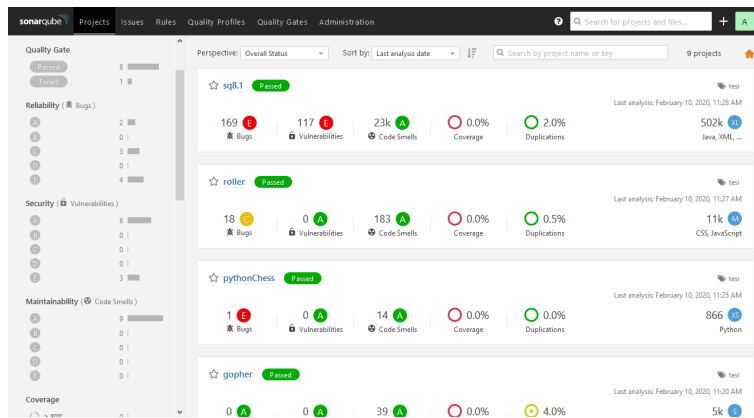 sonarqube Projects Issues Rules Quality Profiles Quality Gates Administration ? Search for projects and files... + A
Perspective: Overall Status Sort by: Last analysis date Search by project name or key 9 projects
Quality Gate
Passed 8
Failed 1
Reliability ( Bugs )
A 2
B 0
C 3
D 0
E 4
Security ( Vulnerabilities )
A 6
B 0
C 0
D 0
E 3
Maintainability ( Code Smells )
A 9
B 0
C 0
D 0
E 0
Coverage
≥ 80% 0
sq8.1 Passed tesi
Last analysis: February 10, 2020, 11:28 AM
169 E 117 E 23k A 0.0% 2.0% 502k XL
Bugs Vulnerabilities Code Smells Coverage Duplications Java, XML, ...
roller Passed tesi
Last analysis: February 10, 2020, 11:27 AM
18 C 0 A 183 A 0.0% 0.5% 11k M
Bugs Vulnerabilities Code Smells Coverage Duplications CSS, JavaScript
pythonChess Passed tesi
Last analysis: February 10, 2020, 11:25 AM
1 E 0 A 14 A 0.0% 0.0% 866 XS
Bugs Vulnerabilities Code Smells Coverage Duplications Python
gopher Passed tesi
Last analysis: February 10, 2020, 11:20 AM
0 A 0 A 39 A 0.0% 4.0% 5k S